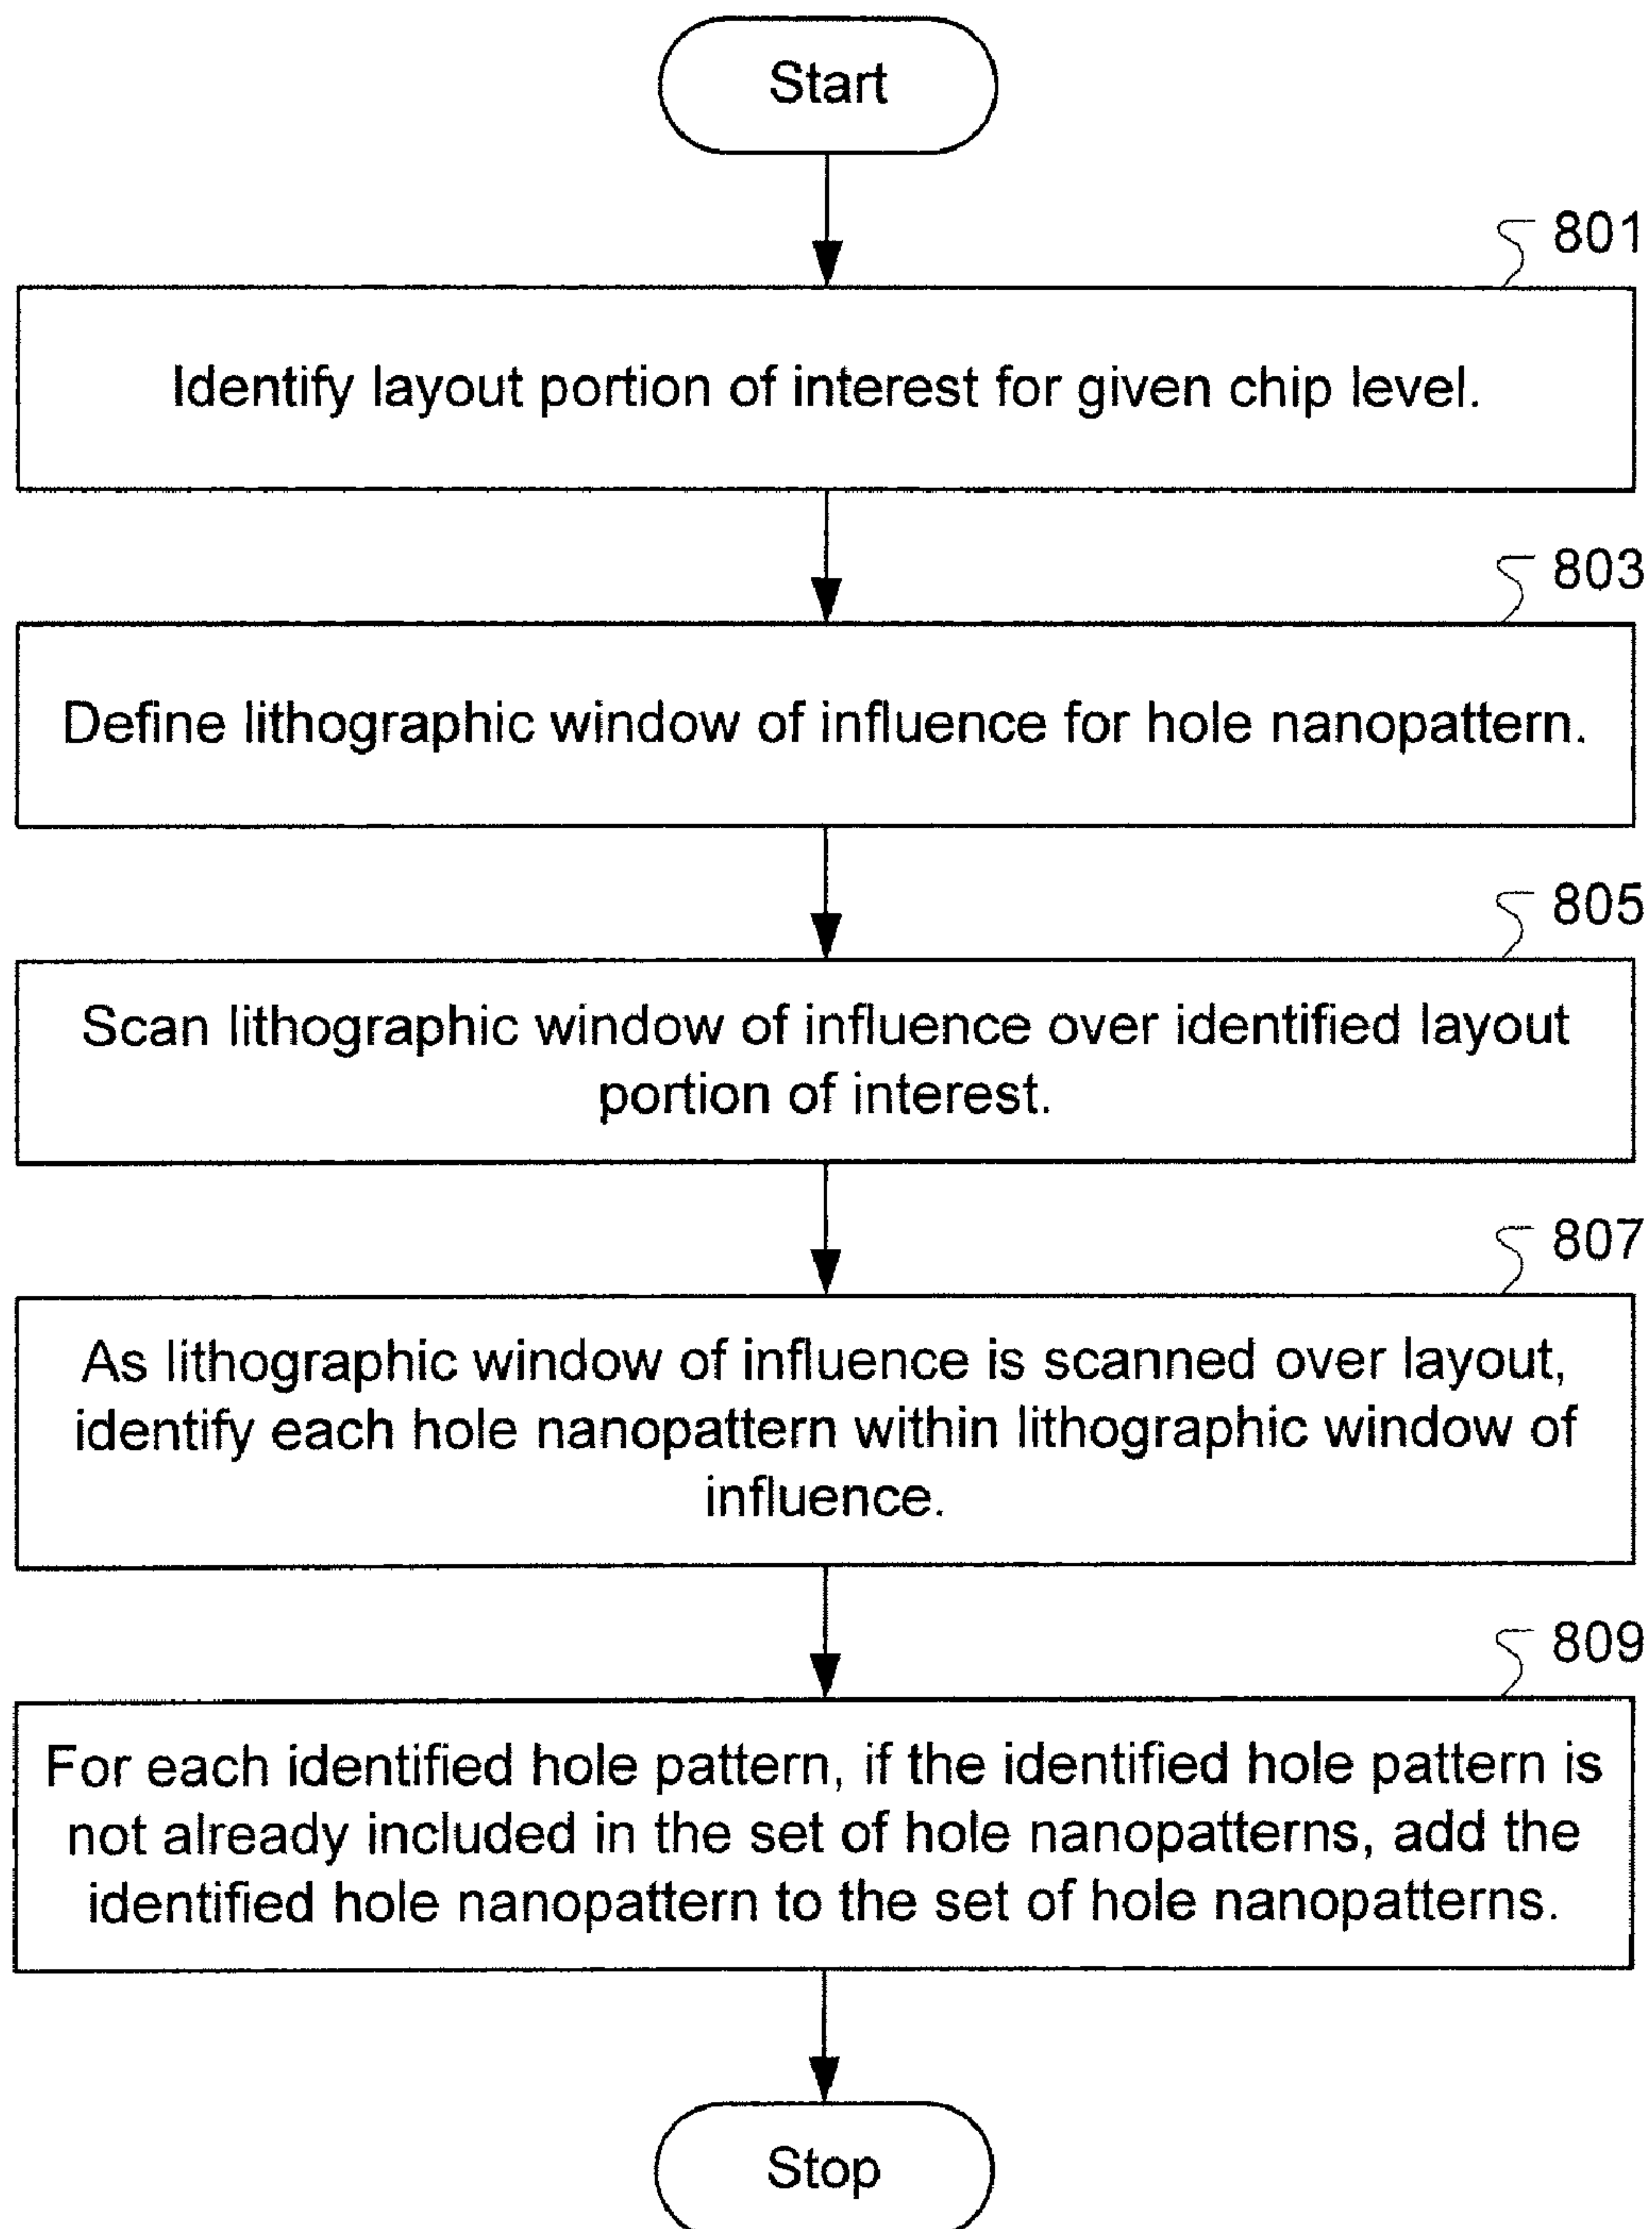 Start
801
Identify layout portion of interest for given chip level.
803
Define lithographic window of influence for hole nanopattern.
805
Scan lithographic window of influence over identified layout
portion of interest.
807
As lithographic window of influence is scanned over layout,
identify each hole nanopattern within lithographic window of
influence.
809
For each identified hole pattern, if the identified hole pattern is
not already included in the set of hole nanopatterns, add the
identified hole nanopattern to the set of hole nanopatterns.
Stop